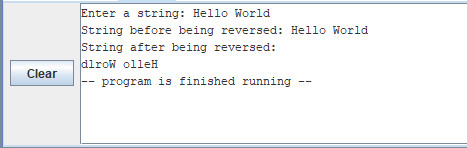 Enter a string: Hello World
String before being reversed: Hello World
String after being reversed:
dlroW olleH
-- program is finished running --
Clear